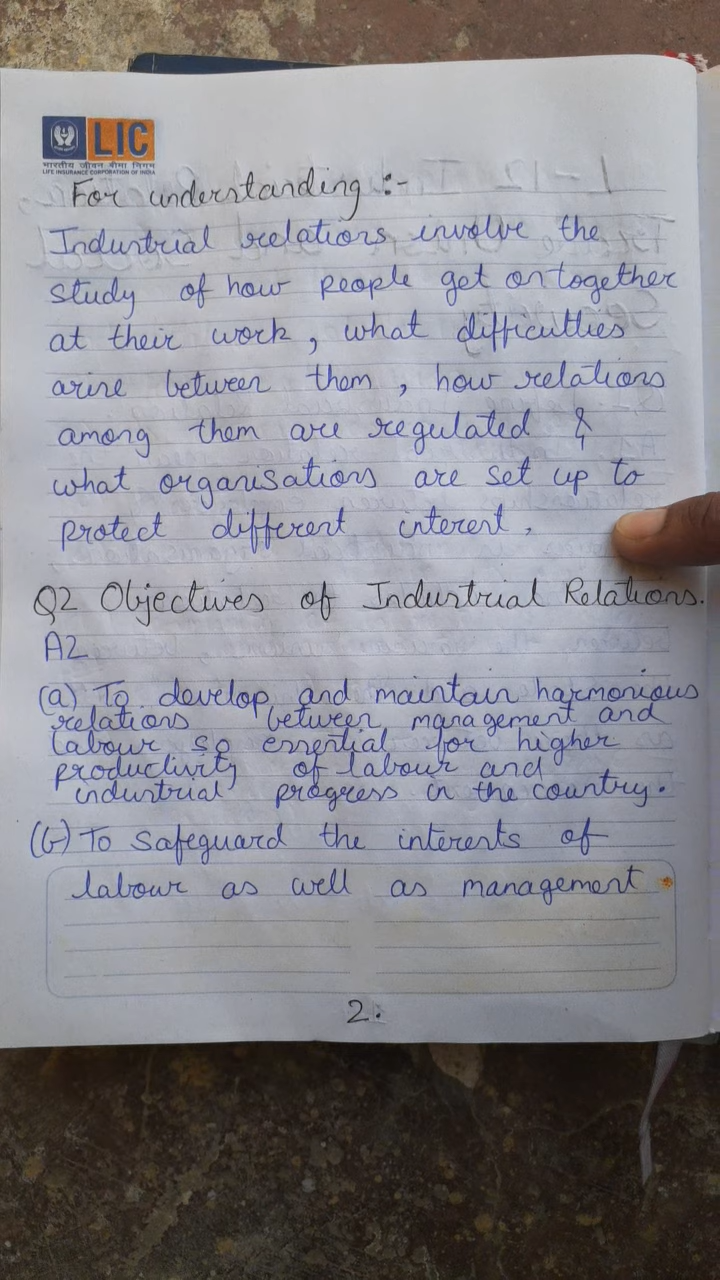 LIC
भारतीय जीवन बीमा निगम
LIFE INSURANCE CORPORATION OF INDIA
For understanding :-
Industrial relations involve the
study of how people get on together
at their work, what difficulties
arise between them, how relations
among them are regulated &
what organisations are set up to
protect different interest.
Q2 Objectives of Industrial Relations.
A2
(a) To develop and maintain harmonious
relations between management and
labour so essential for higher
productivity of labour and
industrial progress in the country.
(b) To safeguard the interests of
labour as well as management
2.